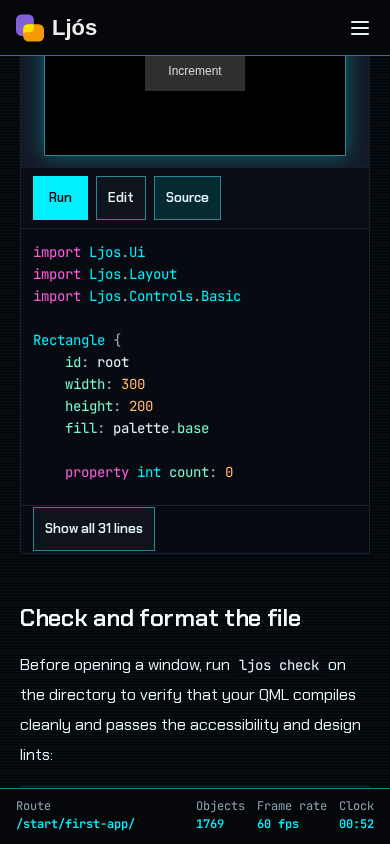 Ljós
Increment
Run Edit Source
import Ljos.Ui
import Ljos.Layout
import Ljos.Controls.Basic
Rectangle {
    id: root
    width: 300
    height: 200
    fill: palette.base
    property int count: 0
Show all 31 lines
Check and format the file
Before opening a window, run ljos check on
the directory to verify that your QML compiles
cleanly and passes the accessibility and design
lints:
Route Objects Frame rate Clock
/start/first-app/ 1769 60 fps 00:52